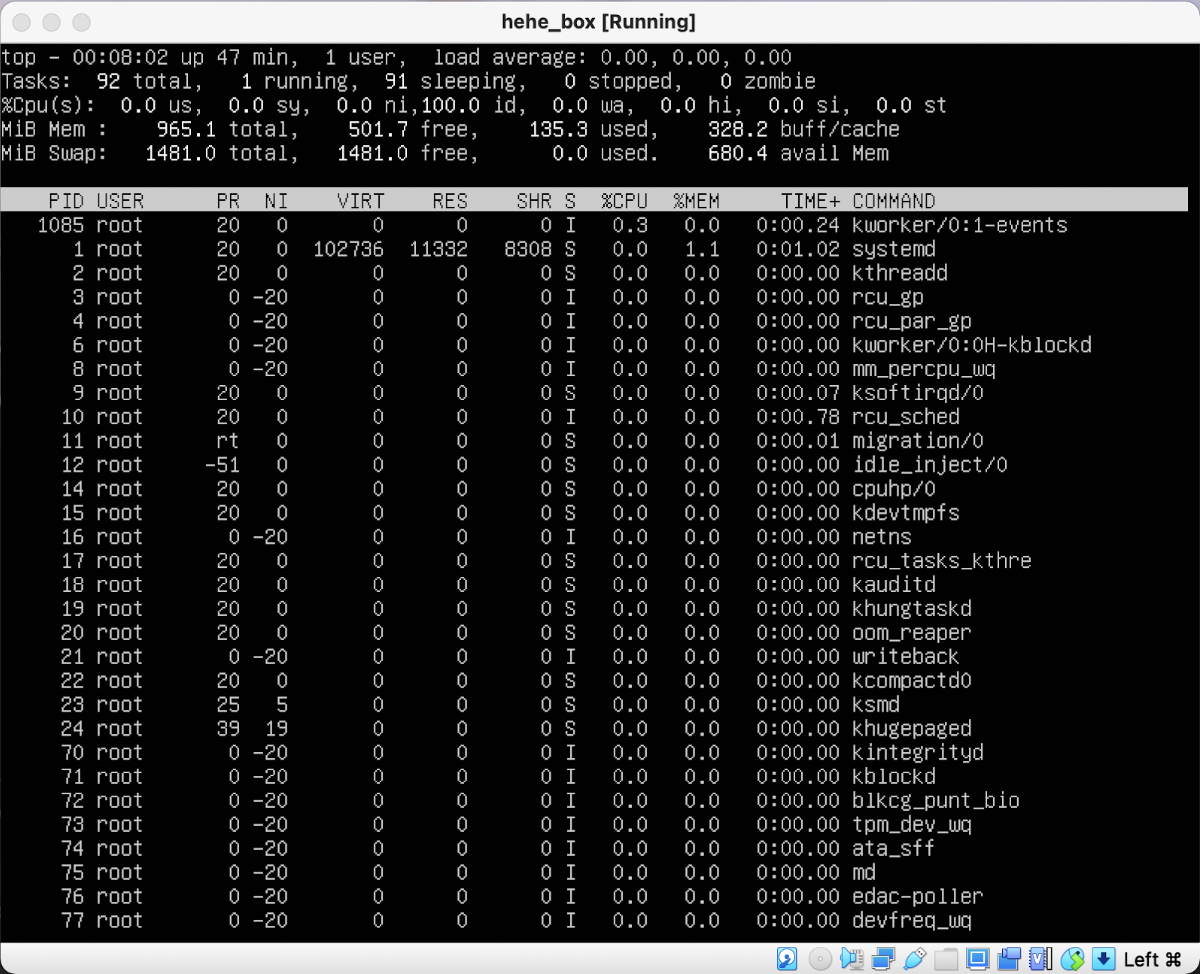 hehe_box [Running]
top - 00:08:02 up 47 min,  1 user,  load average: 0.00, 0.00, 0.00
Tasks:  92 total,   1 running,  91 sleeping,   0 stopped,   0 zombie
%Cpu(s):  0.0 us,  0.0 sy,  0.0 ni,100.0 id,  0.0 wa,  0.0 hi,  0.0 si,  0.0 st
MiB Mem :    965.1 total,    501.7 free,    135.3 used,    328.2 buff/cache
MiB Swap:   1481.0 total,   1481.0 free,      0.0 used.    680.4 avail Mem
PID USER      PR  NI    VIRT    RES    SHR S  %CPU  %MEM     TIME+ COMMAND
1085 root      20   0       0      0      0 I   0.3   0.0   0:00.24 kworker/0:1-events
1 root      20   0  102736  11332   8308 S   0.0   1.1   0:01.02 systemd
2 root      20   0       0      0      0 S   0.0   0.0   0:00.00 kthreadd
3 root       0 -20       0      0      0 I   0.0   0.0   0:00.00 rcu_gp
4 root       0 -20       0      0      0 I   0.0   0.0   0:00.00 rcu_par_gp
6 root       0 -20       0      0      0 I   0.0   0.0   0:00.00 kworker/0:0H-kblockd
8 root       0 -20       0      0      0 I   0.0   0.0   0:00.00 mm_percpu_wq
9 root      20   0       0      0      0 S   0.0   0.0   0:00.07 ksoftirqd/0
10 root      20   0       0      0      0 I   0.0   0.0   0:00.78 rcu_sched
11 root      rt   0       0      0      0 S   0.0   0.0   0:00.01 migration/0
12 root     -51   0       0      0      0 S   0.0   0.0   0:00.00 idle_inject/0
14 root      20   0       0      0      0 S   0.0   0.0   0:00.00 cpuhp/0
15 root      20   0       0      0      0 S   0.0   0.0   0:00.00 kdevtmpfs
16 root       0 -20       0      0      0 I   0.0   0.0   0:00.00 netns
17 root      20   0       0      0      0 S   0.0   0.0   0:00.00 rcu_tasks_kthre
18 root      20   0       0      0      0 S   0.0   0.0   0:00.00 kauditd
19 root      20   0       0      0      0 S   0.0   0.0   0:00.00 khungtaskd
20 root      20   0       0      0      0 S   0.0   0.0   0:00.00 oom_reaper
21 root       0 -20       0      0      0 I   0.0   0.0   0:00.00 writeback
22 root      20   0       0      0      0 S   0.0   0.0   0:00.00 kcompactd0
23 root      25   5       0      0      0 S   0.0   0.0   0:00.00 ksmd
24 root      39  19       0      0      0 S   0.0   0.0   0:00.00 khugepaged
70 root       0 -20       0      0      0 I   0.0   0.0   0:00.00 kintegrityd
71 root       0 -20       0      0      0 I   0.0   0.0   0:00.00 kblockd
72 root       0 -20       0      0      0 I   0.0   0.0   0:00.00 blkcg_punt_bio
73 root       0 -20       0      0      0 I   0.0   0.0   0:00.00 tpm_dev_wq
74 root       0 -20       0      0      0 I   0.0   0.0   0:00.00 ata_sff
75 root       0 -20       0      0      0 I   0.0   0.0   0:00.00 md
76 root       0 -20       0      0      0 I   0.0   0.0   0:00.00 edac-poller
77 root       0 -20       0      0      0 I   0.0   0.0   0:00.00 devfreq_wq
Left ⌘